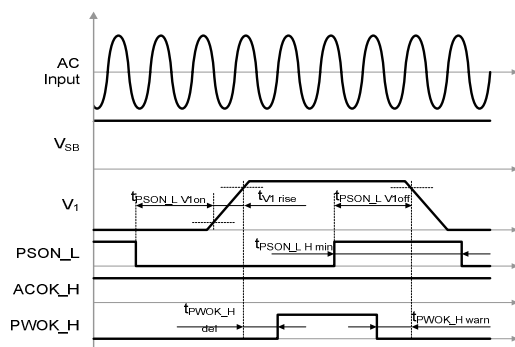 AC
Input
VSB
V1
tPSON_L V1on
tV1 rise
tPSON_L V1off
PSON_L
tPSON_L H min
ACOK_H
PWOK_H
tPWOK_H
del
tPWOK_H warn